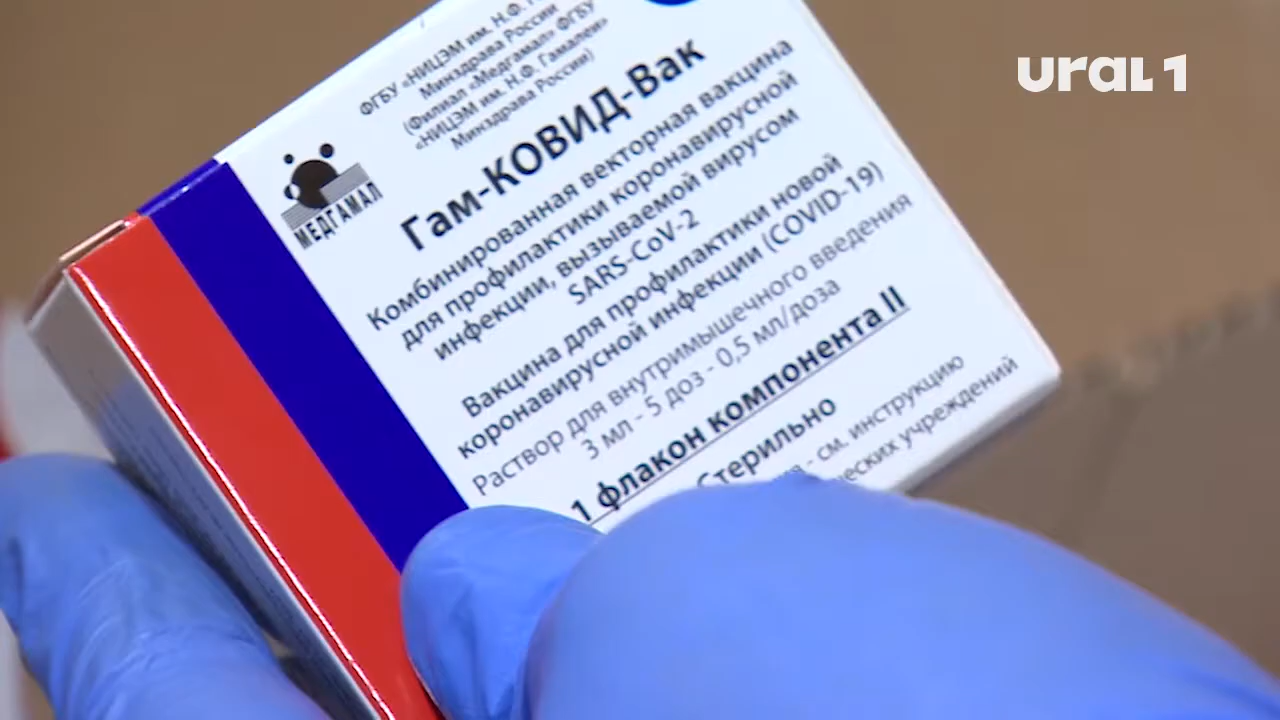 ural 1
ФГБУ «НИЦЭМ им. Н.Ф.
Минздрава России
(Филиал «Медгамал» ФГБУ
«НИЦЭМ им. Н.Ф. Гамалеи»
Минздрава России)
МЕДГАМАЛ
Гам-КОВИД-Вак
Комбинированная векторная вакцина
для профилактики коронавирусной
инфекции, вызываемой вирусом
SARS-CoV-2
Вакцина для профилактики новой
коронавирусной инфекции (COVID-19)
Раствор для внутримышечного введения
3 мл - 5 доз - 0,5 мл/доза
1 флакон компонента II
Стерильно
- см. инструкцию
учреждений